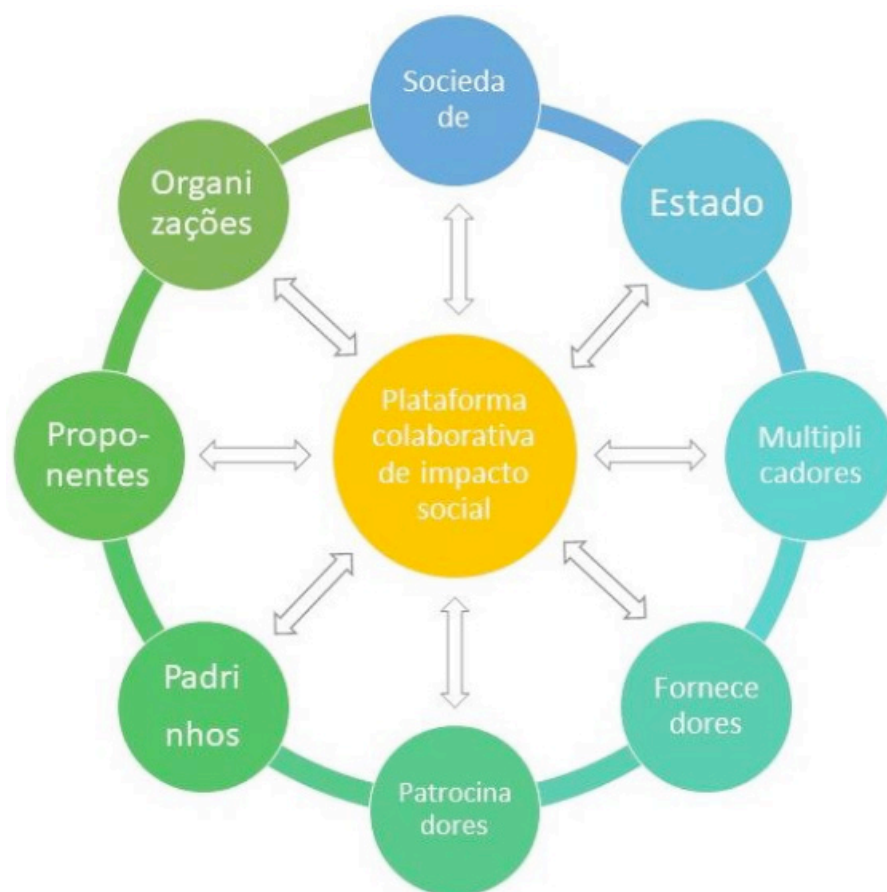 Socieda
de
Estado
Multipli
cadores
Fornece
dores
Patrocina
dores
Padri
nhos
Propo-
nentes
Organi
zações
Plataforma
colaborativa
de impacto
social